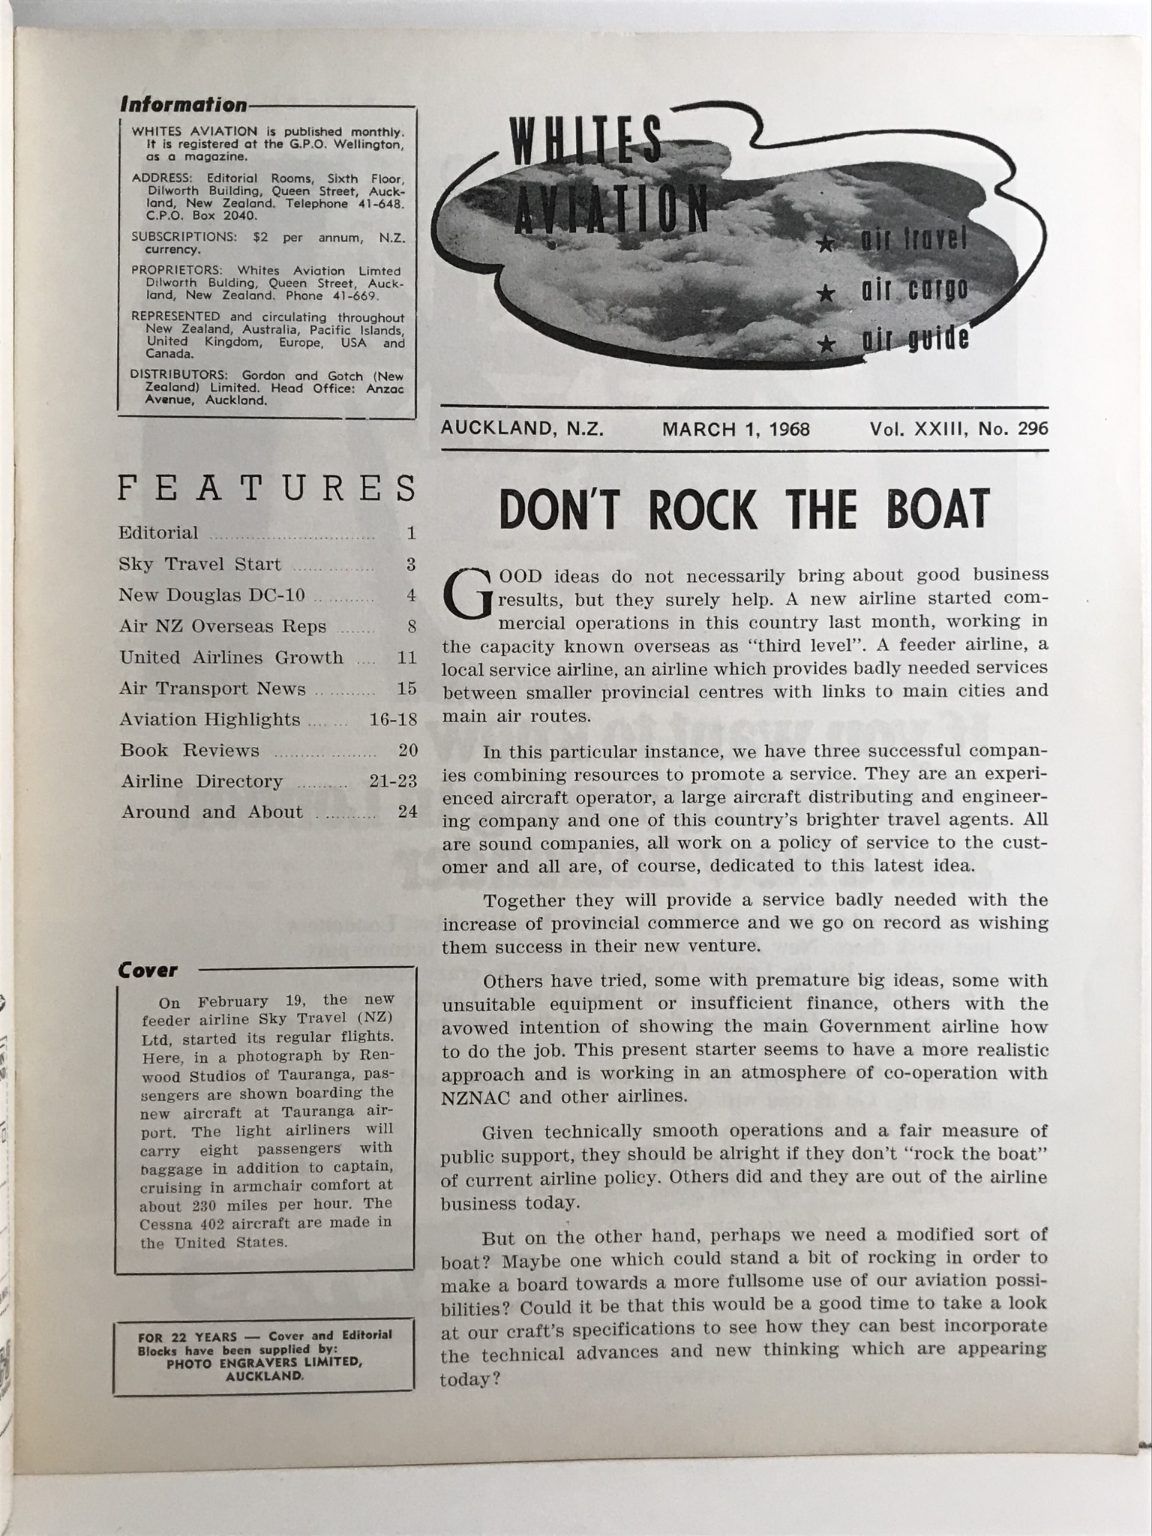 Information
WHITES AVIATION is published monthly.
It is registered at the G.P.O. Wellington,
as a magazine.
ADDRESS: Editorial Rooms, Sixth Floor,
Dilworth Building, Queen Street, Auck-
land, New Zealand. Telephone 41-648.
C.P.O. Box 2040.
SUBSCRIPTIONS: $2 per annum, N.Z.
currency.
PROPRIETORS: Whites Aviation Limted
Dilworth Bulding, Queen Street, Auck-
land, New Zealand. Phone 41-669.
REPRESENTED and circulating throughout
New Zealand, Australia, Pacific Islands,
United Kingdom, Europe, USA and
Canada.
DISTRIBUTORS: Gordon and Gotch (New
Zealand) Limited. Head Office: Anzac
Avenue, Auckland.
WHITES
AVIATION
★ air travel
★ air cargo
★ air guide
AUCKLAND, N.Z. MARCH 1, 1968 Vol. XXIII, No. 296
FEATURES
Editorial 1
Sky Travel Start 3
New Douglas DC-10 4
Air NZ Overseas Reps 8
United Airlines Growth 11
Air Transport News 15
Aviation Highlights 16-18
Book Reviews 20
Airline Directory 21-23
Around and About 24
Cover
On February 19, the new
feeder airline Sky Travel (NZ)
Ltd, started its regular flights.
Here, in a photograph by Ren-
wood Studios of Tauranga, pas-
sengers are shown boarding the
new aircraft at Tauranga air-
port. The light airliners will
carry eight passengers with
baggage in addition to captain,
cruising in armchair comfort at
about 230 miles per hour. The
Cessna 402 aircraft are made in
the United States.
FOR 22 YEARS — Cover and Editorial
Blocks have been supplied by:
PHOTO ENGRAVERS LIMITED,
AUCKLAND.
DON'T ROCK THE BOAT
GOOD ideas do not necessarily bring about good business
results, but they surely help. A new airline started com-
mercial operations in this country last month, working in
the capacity known overseas as "third level". A feeder airline, a
local service airline, an airline which provides badly needed services
between smaller provincial centres with links to main cities and
main air routes.
In this particular instance, we have three successful compan-
ies combining resources to promote a service. They are an experi-
enced aircraft operator, a large aircraft distributing and engineer-
ing company and one of this country's brighter travel agents. All
are sound companies, all work on a policy of service to the cust-
omer and all are, of course, dedicated to this latest idea.
Together they will provide a service badly needed with the
increase of provincial commerce and we go on record as wishing
them success in their new venture.
Others have tried, some with premature big ideas, some with
unsuitable equipment or insufficient finance, others with the
avowed intention of showing the main Government airline how
to do the job. This present starter seems to have a more realistic
approach and is working in an atmosphere of co-operation with
NZNAC and other airlines.
Given technically smooth operations and a fair measure of
public support, they should be alright if they don't "rock the boat"
of current airline policy. Others did and they are out of the airline
business today.
But on the other hand, perhaps we need a modified sort of
boat? Maybe one which could stand a bit of rocking in order to
make a board towards a more fullsome use of our aviation possi-
bilities? Could it be that this would be a good time to take a look
at our craft's specifications to see how they can best incorporate
the technical advances and new thinking which are appearing
today?